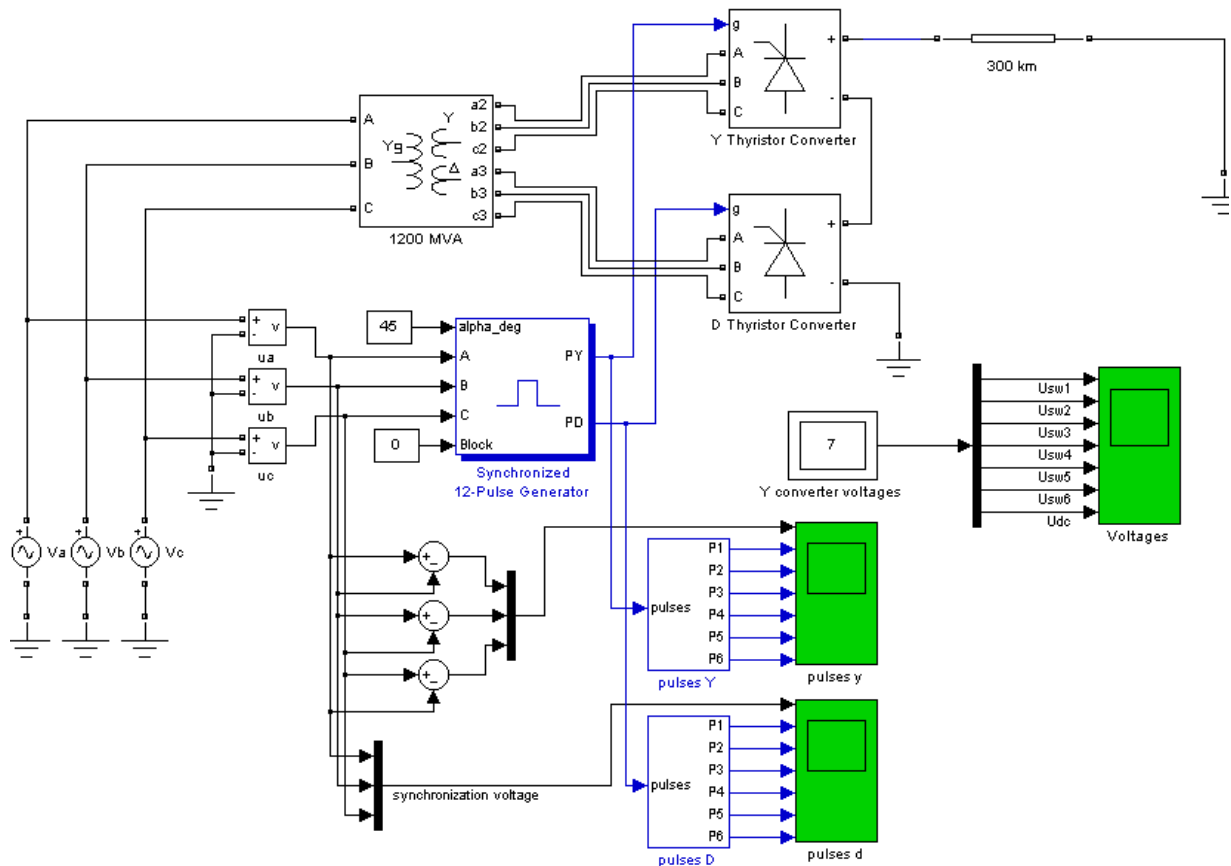 g
A
B
C
+
-
Y Thyristor Converter
300 km
A
B
C
Yg
Y
Δ
a2
b2
c2
a3
b3
c3
1200 MVA
g
A
B
C
+
-
D Thyristor Converter
+
-
v
ua
+
-
v
ub
+
-
v
uc
45
0
alpha_deg
A
B
C
Block
PY
PD
Synchronized
12-Pulse Generator
7
Y converter voltages
Usw1
Usw2
Usw3
Usw4
Usw5
Usw6
Udc
Voltages
+
Va
+
Vb
+
Vc
+
-
+
-
+
-
pulses
P1
P2
P3
P4
P5
P6
pulses Y
pulses y
synchronization voltage
pulses
P1
P2
P3
P4
P5
P6
pulses D
pulses d